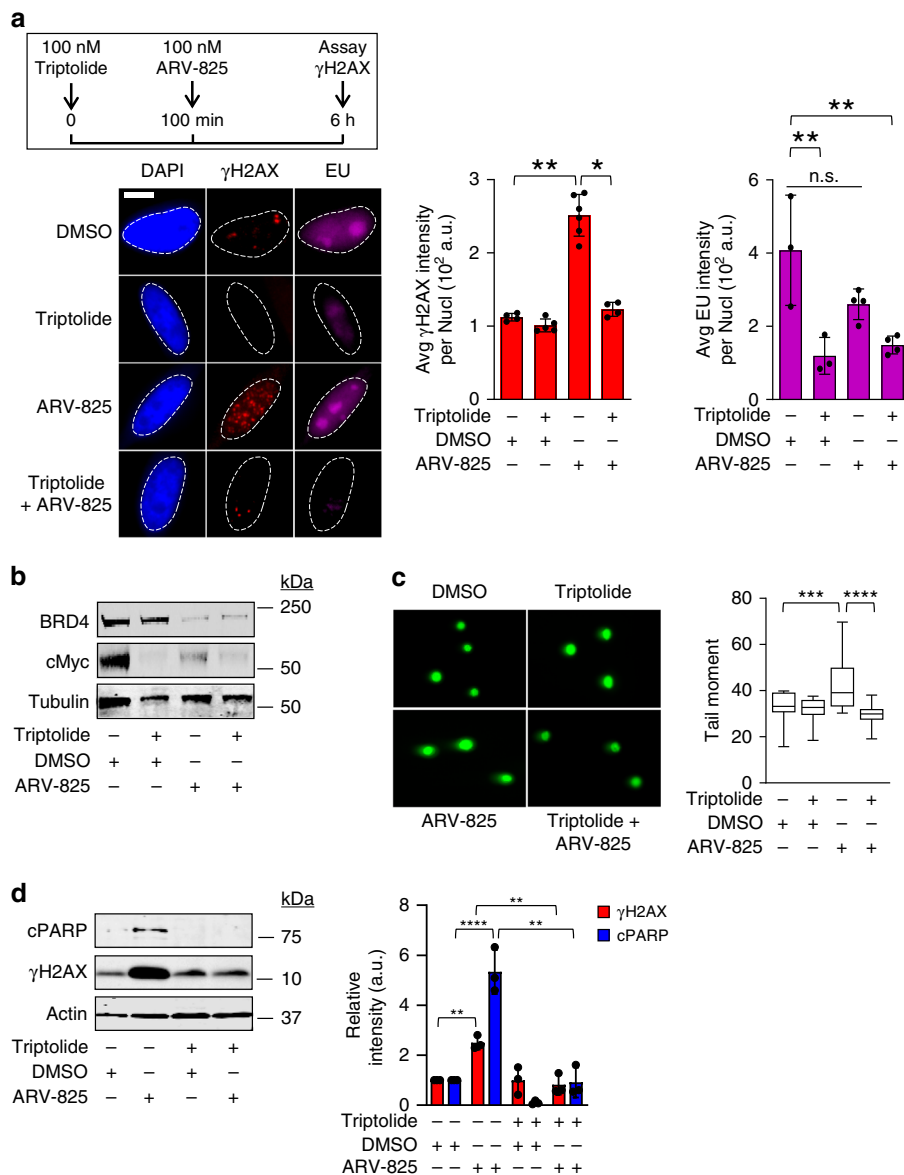 a
100 nM Triptolide
100 nM ARV-825
Assay γH2AX
0
100 min
6 h
DAPI
γH2AX
EU
DMSO
Triptolide
ARV-825
Triptolide
+ ARV-825
Avg γH2AX intensity
per Nucl (10² a.u.)
3
2
1
0
**
*
Triptolide – + – +
DMSO + + – –
ARV-825 – – + +
Avg EU intensity
per Nucl (10² a.u.)
6
4
2
0
**
**
n.s.
Triptolide – + – +
DMSO + + – –
ARV-825 – – + +
b
kDa
BRD4
250
cMyc
50
Tubulin
50
Triptolide – + – +
DMSO + + – –
ARV-825 – – + +
c
DMSO
Triptolide
ARV-825
Triptolide +
ARV-825
Tail moment
80
60
40
20
0
***
****
Triptolide – + – +
DMSO + + – –
ARV-825 – – + +
d
kDa
cPARP
75
γH2AX
10
Actin
37
Triptolide – – + +
DMSO + – + –
ARV-825 – + – +
Relative
intensity (a.u.)
8
6
4
2
0
**
****
**
**
γH2AX
cPARP
Triptolide – – – – + + + +
DMSO + + – – + + – –
ARV-825 – – + + – – + +